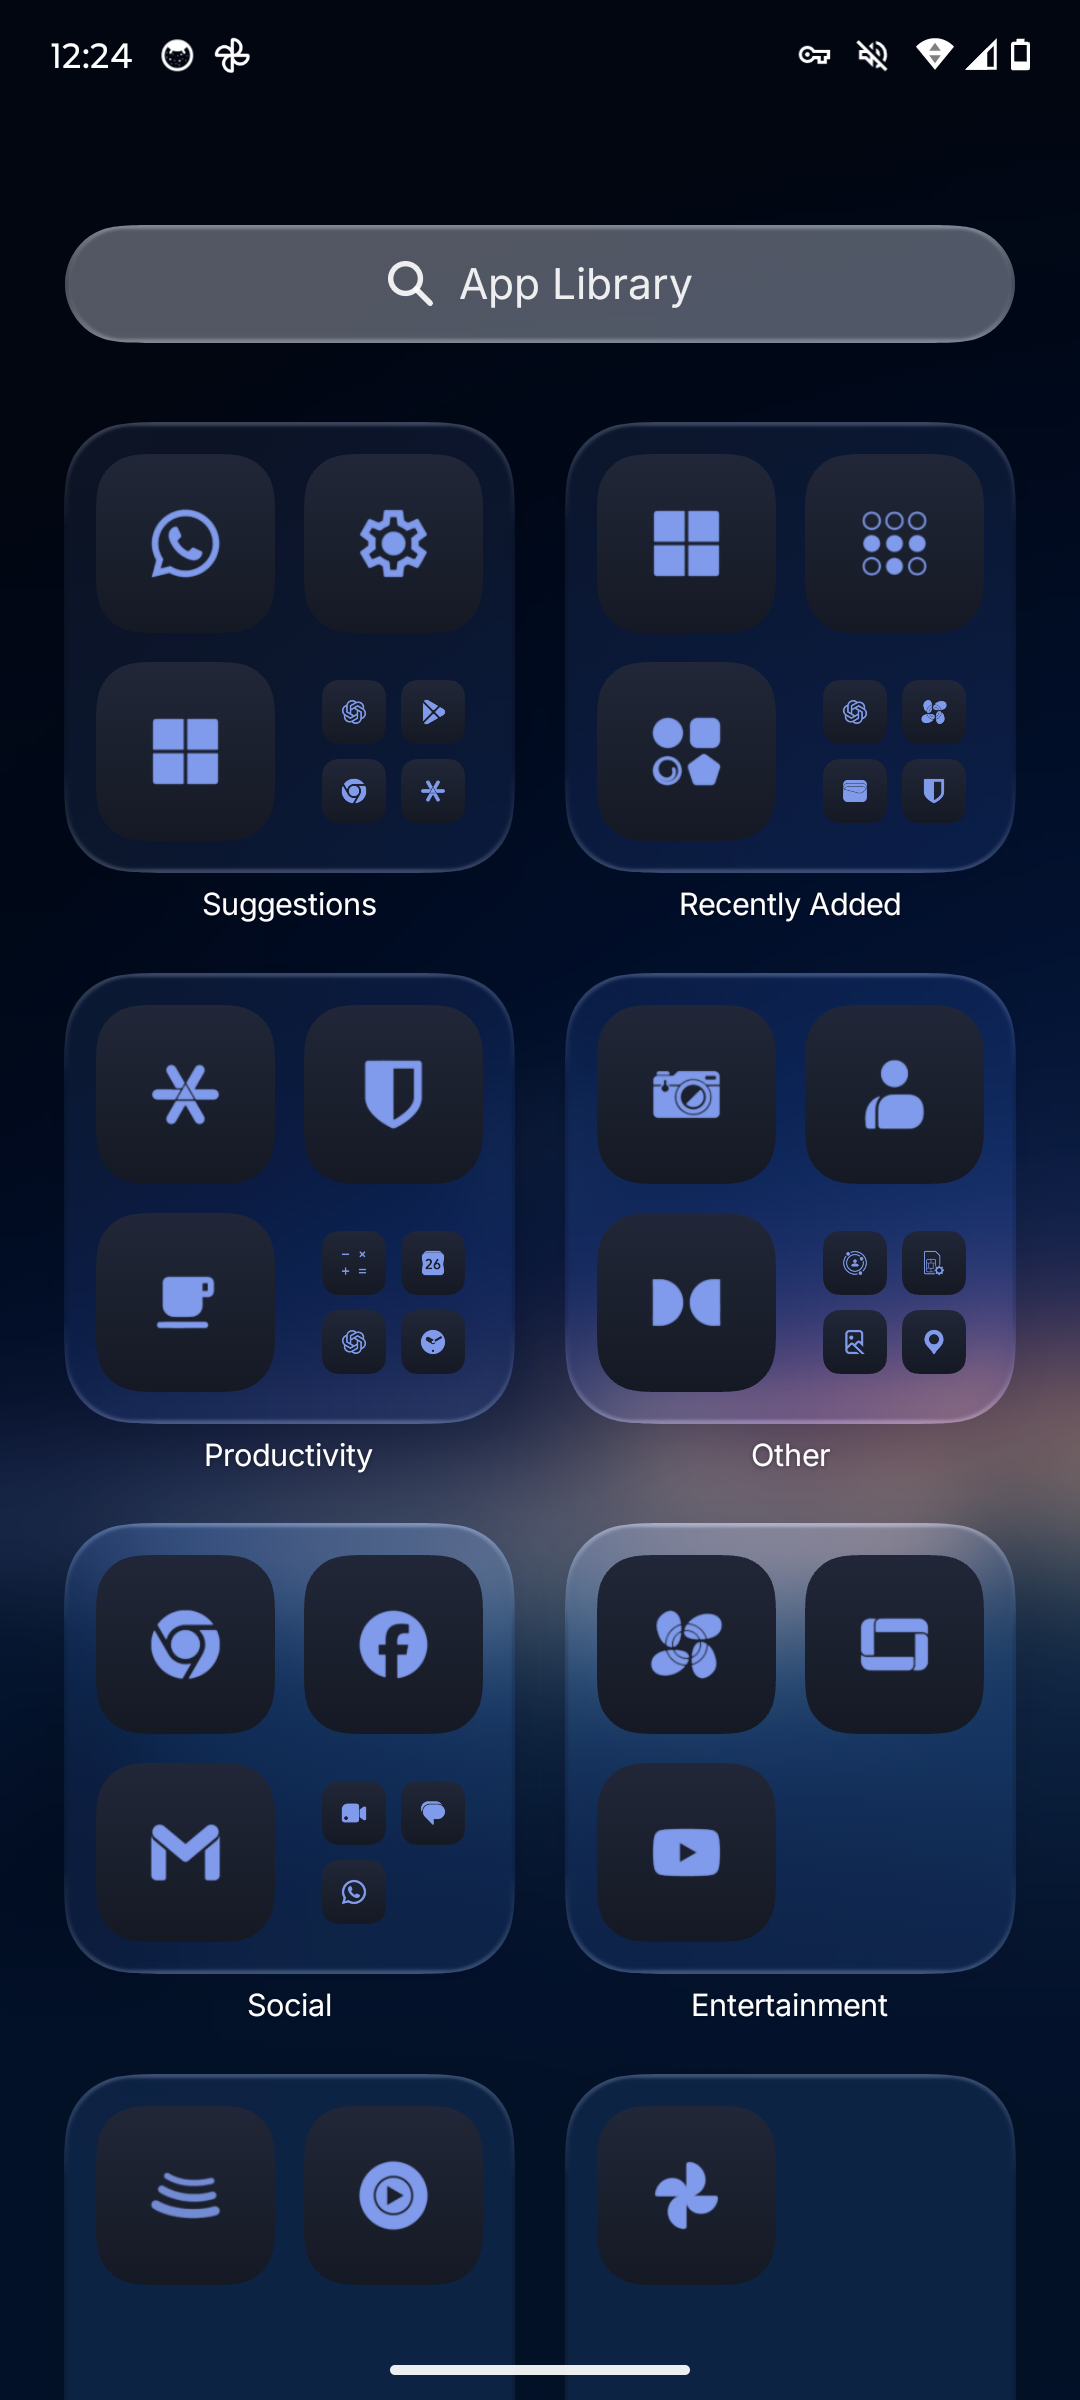 12:24
App Library
Suggestions
Recently Added
26
Productivity
Other
Social
Entertainment